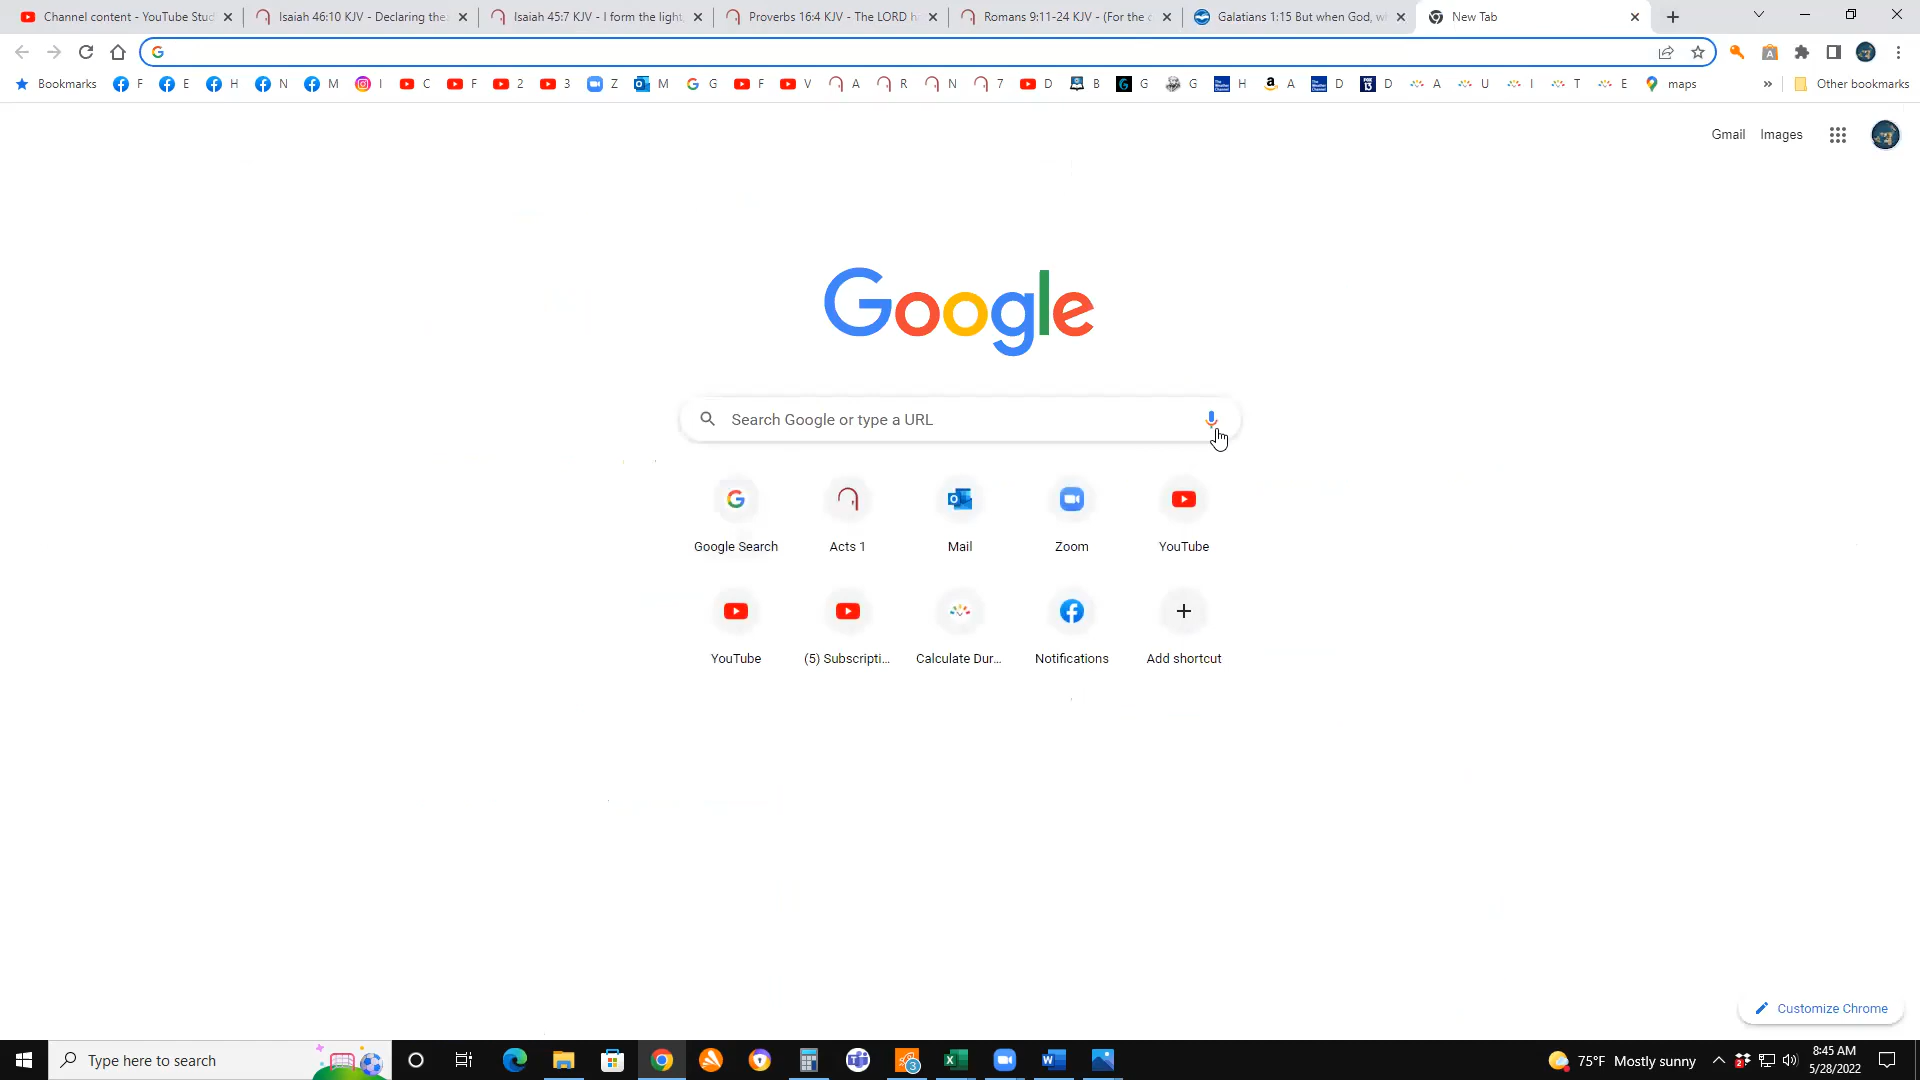 Channel content - YouTube Stud
Isaiah 46:10 KJV - Declaring the
Isaiah 45:7 KJV - I form the light,
Proverbs 16:4 KJV - The LORD h
Romans 9:11-24 KJV - (For the c
Galatians 1:15 But when God, w
New Tab
Bookmarks F E H N M I C F 2 3 Z M G F V A R N 7 D B G G H A D D A U I T E maps » Other bookmarks
Gmail Images
Google
Search Google or type a URL
Google Search Acts 1 Mail Zoom YouTube
YouTube (5) Subscripti... Calculate Dur... Notifications Add shortcut
Customize Chrome
Type here to search
3
75°F Mostly sunny
8:45 AM
5/28/2022